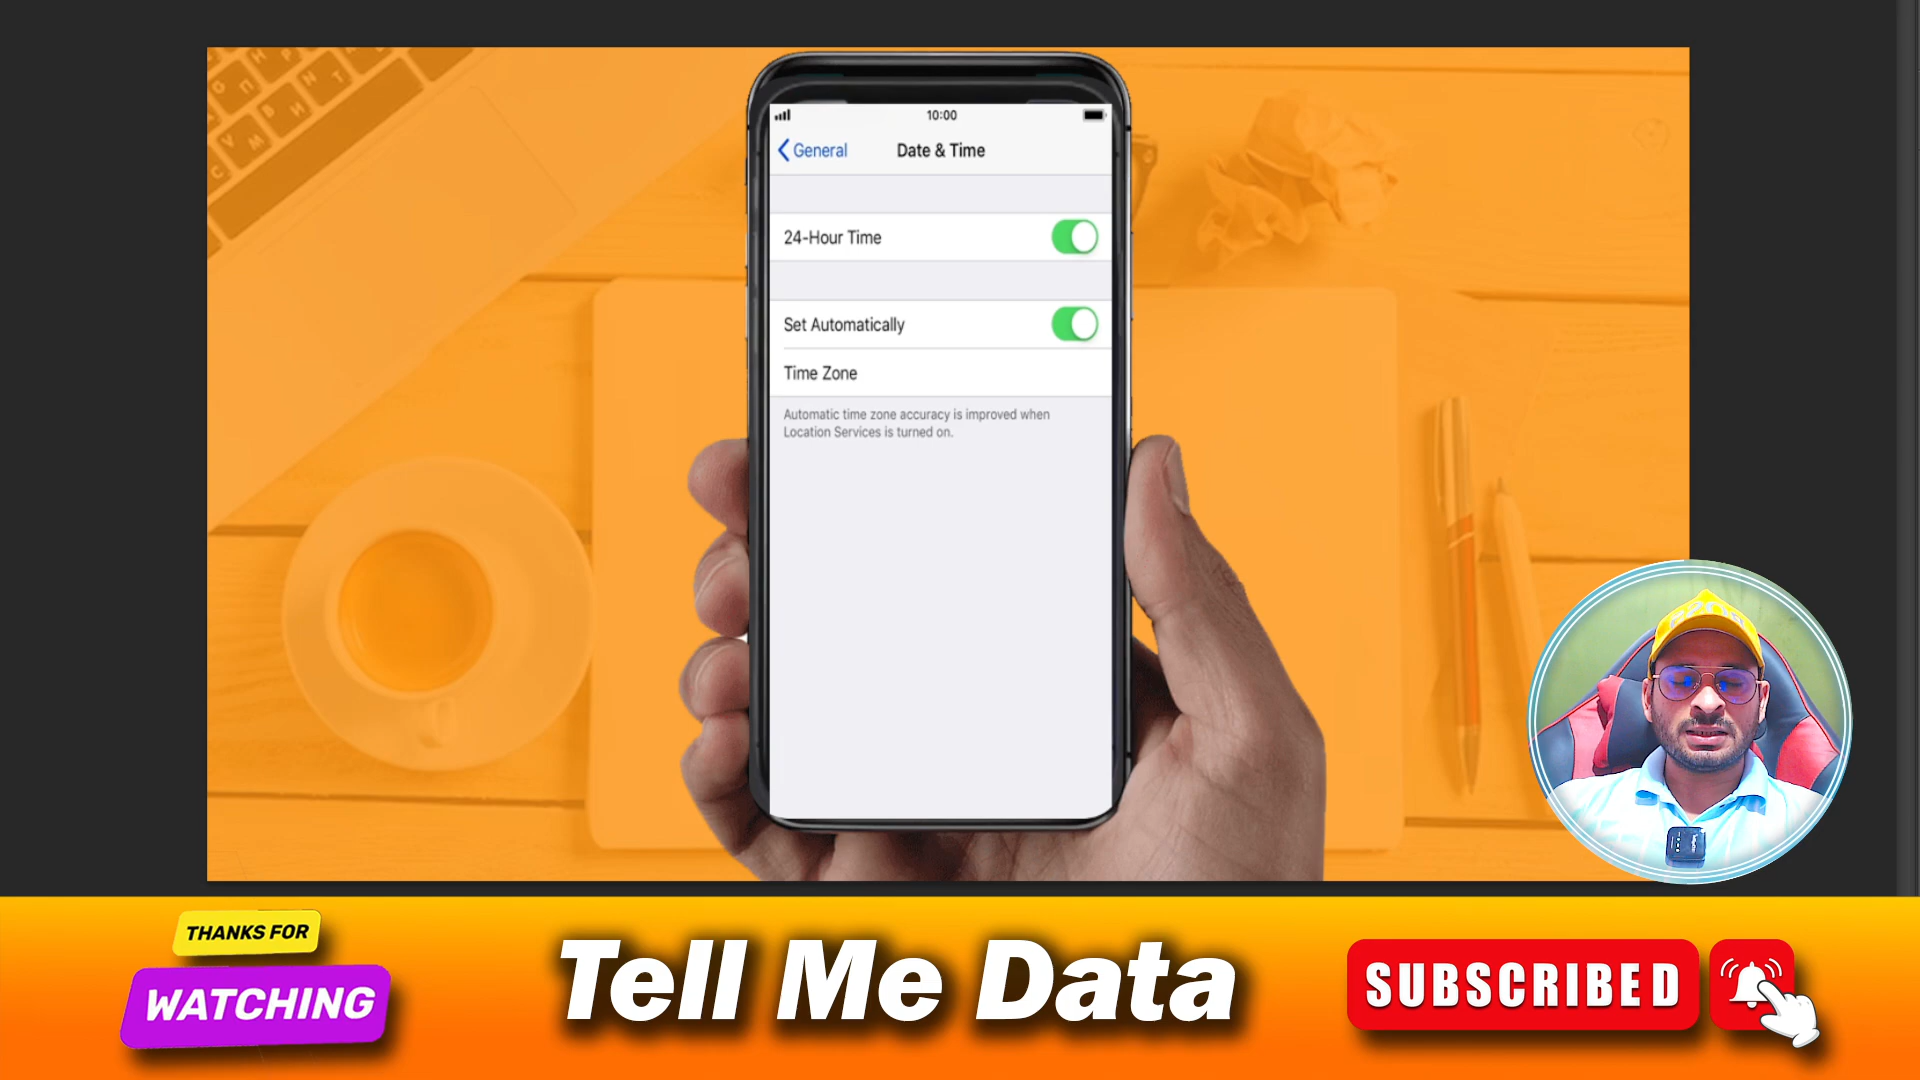 10:00
General
Date & Time
24-Hour Time
Set Automatically
Time Zone
Automatic time zone accuracy is improved when
Location Services is turned on.
THANKS FOR
WATCHING
Tell Me Data
SUBSCRIBED